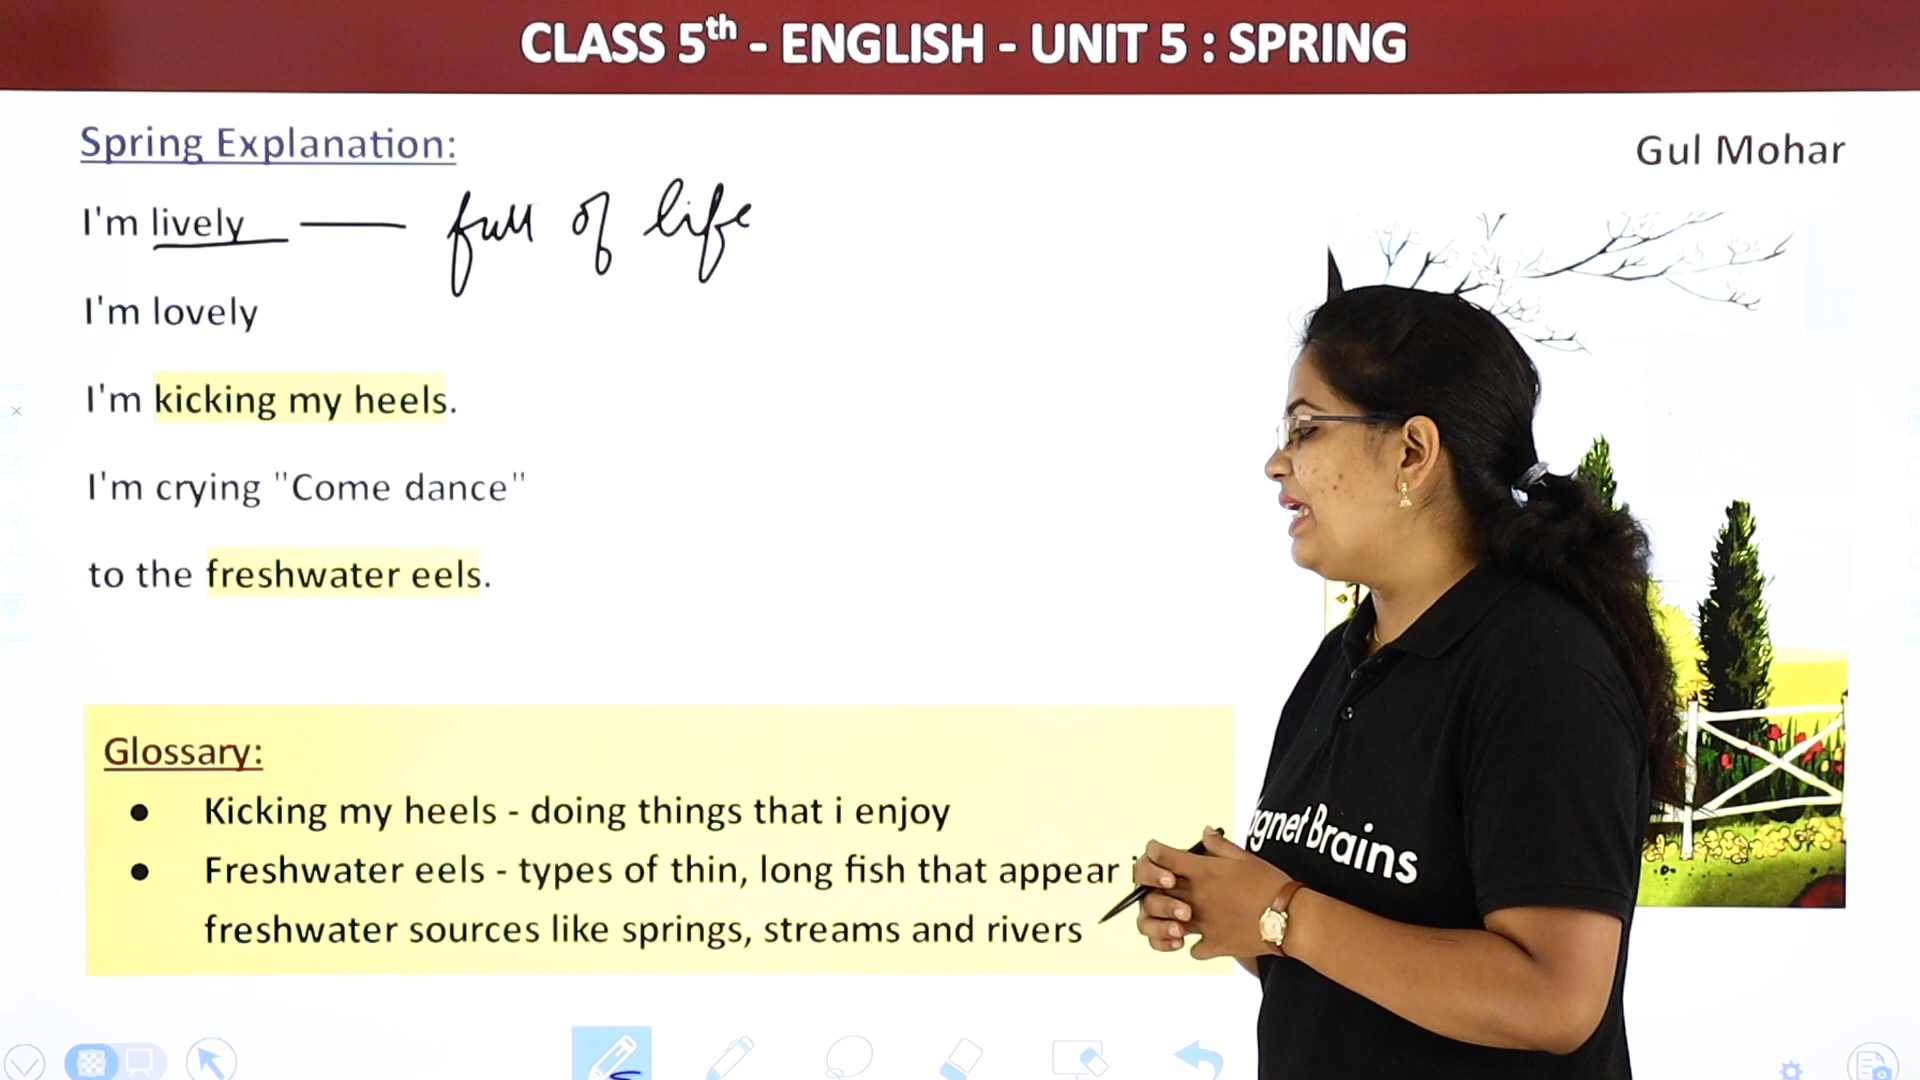 CLASS 5th - ENGLISH - UNIT 5 : SPRING
Spring Explanation:
Gul Mohar
I'm lively — full of life
I'm lovely
I'm kicking my heels.
I'm crying "Come dance"
to the freshwater eels.
Glossary:
● Kicking my heels - doing things that i enjoy
● Freshwater eels - types of thin, long fish that appear
freshwater sources like springs, streams and rivers
Brains